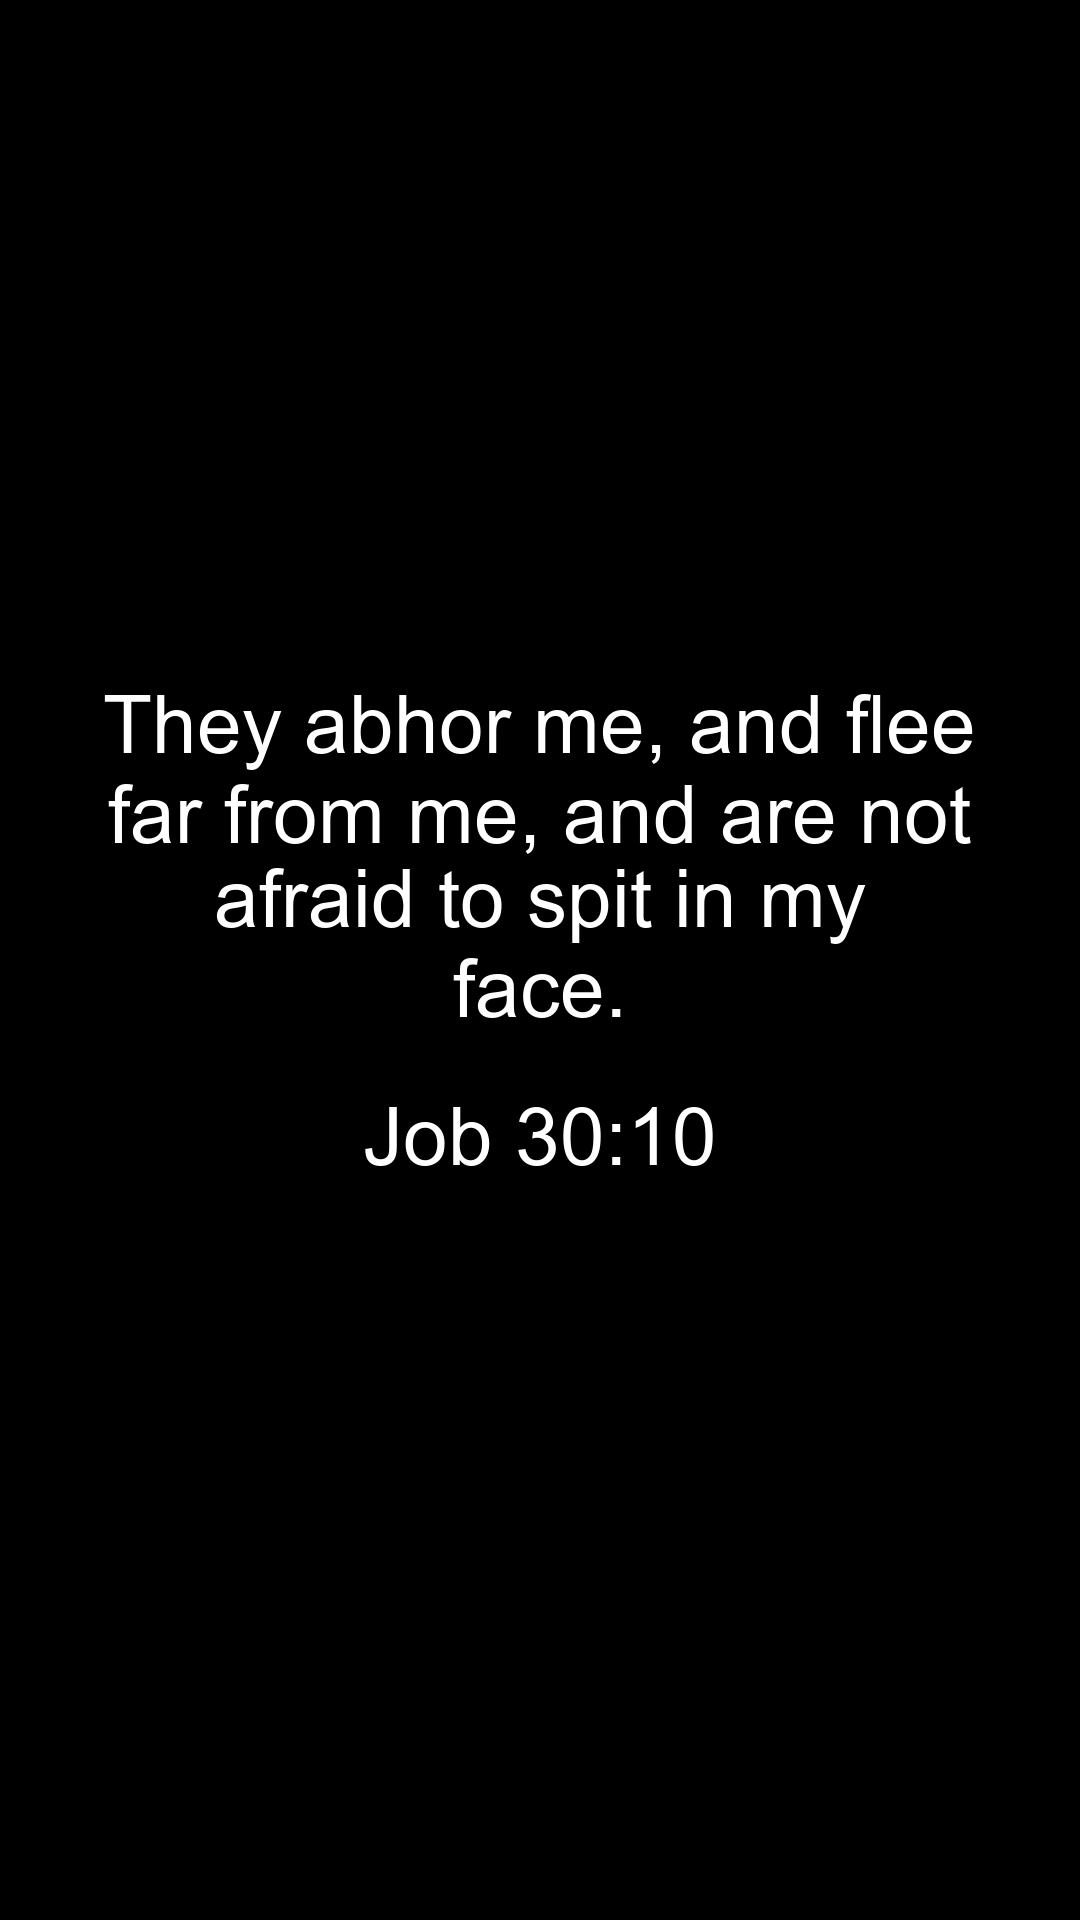 They abhor me, and flee
far from me, and are not
afraid to spit in my
face.
Job 30:10